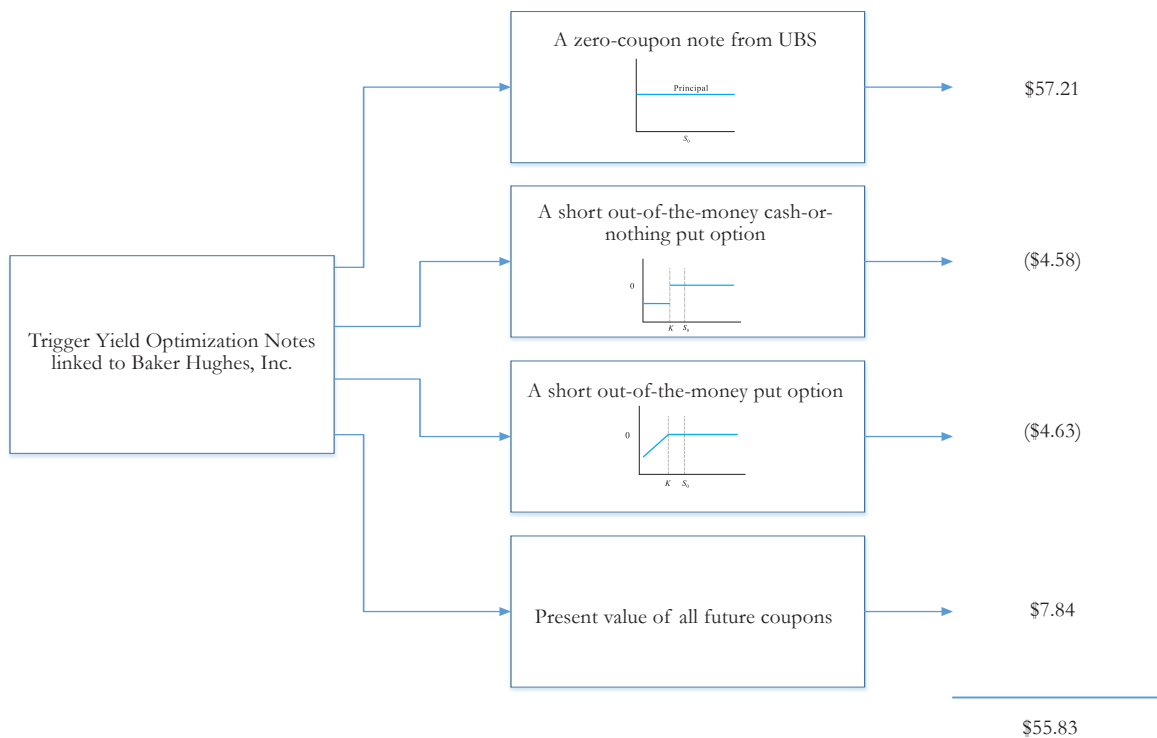 A zero-coupon note from UBS
Principal
S0
$57.21
A short out-of-the-money cash-or-
nothing put option
0
K S0
($4.58)
Trigger Yield Optimization Notes
linked to Baker Hughes, Inc.
A short out-of-the-money put option
0
K S0
($4.63)
Present value of all future coupons
$7.84
$55.83